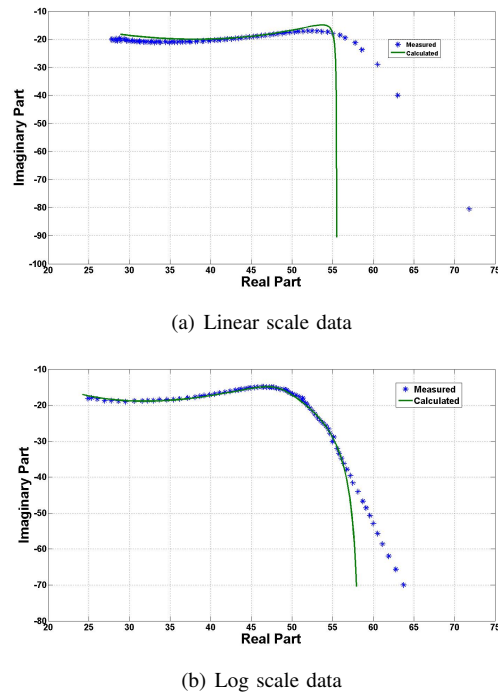 -10
-20
-30
-40
-50
-60
-70
-80
-90
-100
Imaginary Part
Measured
Calculated
20 25 30 35 40 45 50 55 60 65 70 75
Real Part
(a) Linear scale data
-10
-20
-30
-40
-50
-60
-70
-80
Imaginary Part
Measured
Calculated
20 25 30 35 40 45 50 55 60 65 70 75
Real Part
(b) Log scale data